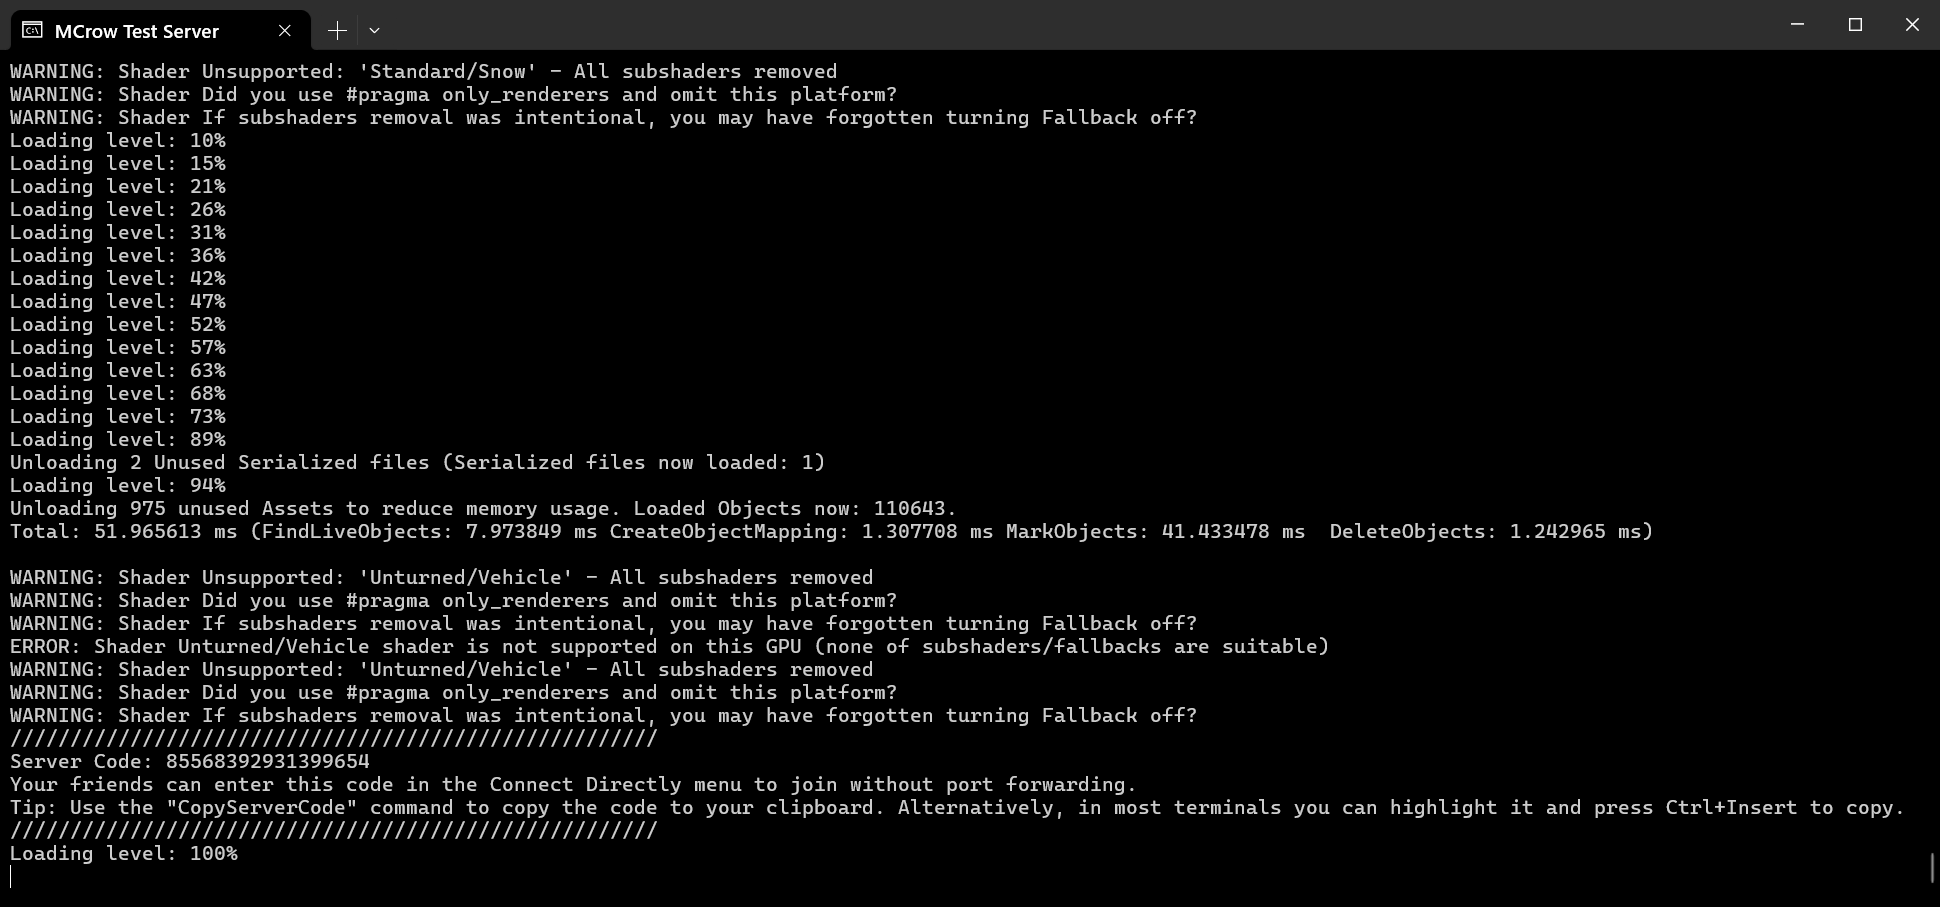 MCrow Test Server
WARNING: Shader Unsupported: 'Standard/Snow' - All subshaders removed
WARNING: Shader Did you use #pragma only_renderers and omit this platform?
WARNING: Shader If subshaders removal was intentional, you may have forgotten turning Fallback off?
Loading level: 10%
Loading level: 15%
Loading level: 21%
Loading level: 26%
Loading level: 31%
Loading level: 36%
Loading level: 42%
Loading level: 47%
Loading level: 52%
Loading level: 57%
Loading level: 63%
Loading level: 68%
Loading level: 73%
Loading level: 89%
Unloading 2 Unused Serialized files (Serialized files now loaded: 1)
Loading level: 94%
Unloading 975 unused Assets to reduce memory usage. Loaded Objects now: 110643.
Total: 51.965613 ms (FindLiveObjects: 7.973849 ms CreateObjectMapping: 1.307708 ms MarkObjects: 41.433478 ms  DeleteObjects: 1.242965 ms)
WARNING: Shader Unsupported: 'Unturned/Vehicle' - All subshaders removed
WARNING: Shader Did you use #pragma only_renderers and omit this platform?
WARNING: Shader If subshaders removal was intentional, you may have forgotten turning Fallback off?
ERROR: Shader Unturned/Vehicle shader is not supported on this GPU (none of subshaders/fallbacks are suitable)
WARNING: Shader Unsupported: 'Unturned/Vehicle' - All subshaders removed
WARNING: Shader Did you use #pragma only_renderers and omit this platform?
WARNING: Shader If subshaders removal was intentional, you may have forgotten turning Fallback off?
//////////////////////////////////////////////////////
Server Code: 85568392931399654
Your friends can enter this code in the Connect Directly menu to join without port forwarding.
Tip: Use the "CopyServerCode" command to copy the code to your clipboard. Alternatively, in most terminals you can highlight it and press Ctrl+Insert to copy.
//////////////////////////////////////////////////////
Loading level: 100%